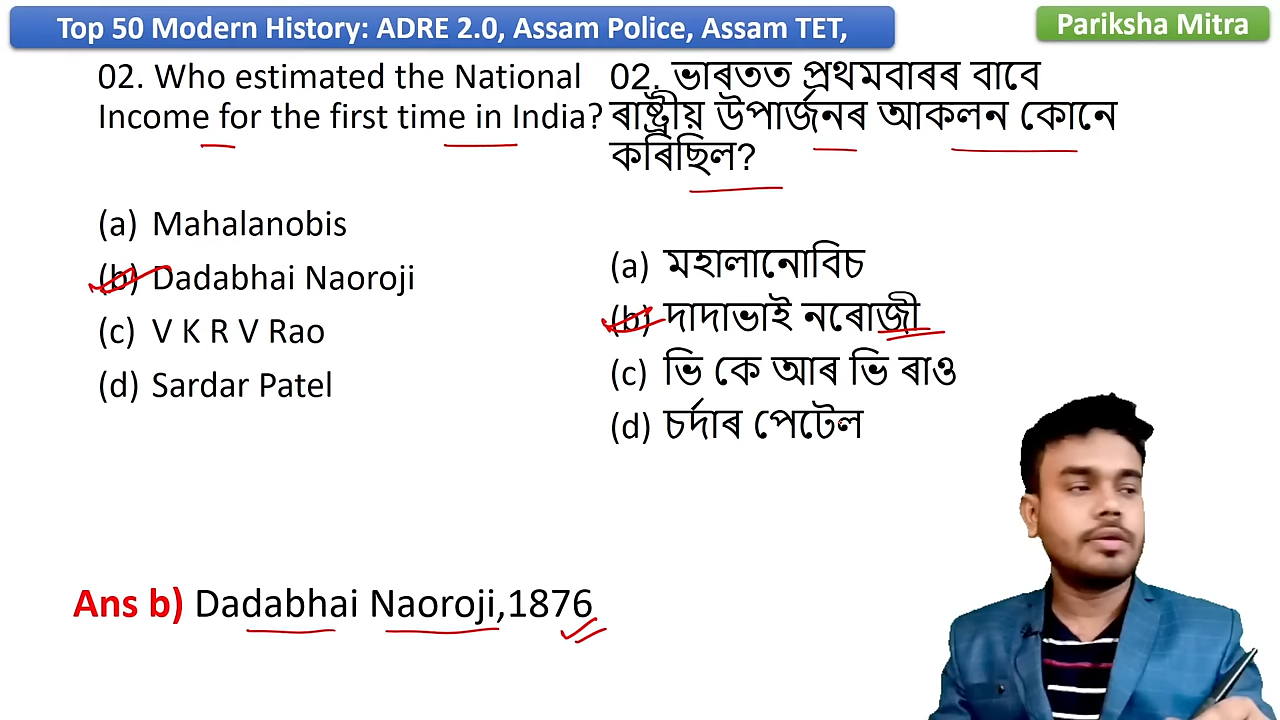 Top 50 Modern History: ADRE 2.0, Assam Police, Assam TET,
Pariksha Mitra
02. Who estimated the National
Income for the first time in India?
(a) Mahalanobis
(b) Dadabhai Naoroji
(c) V K R V Rao
(d) Sardar Patel
02. ভাৰতত প্ৰথমবাৰৰ বাবে
ৰাষ্ট্ৰীয় উপাৰ্জনৰ আকলন কোনে
কৰিছিল?
(a) মহালানোবিচ
(b) দাদাভাই নৰোজী
(c) ভি কে আৰ ভি ৰাও
(d) চৰ্দাৰ পেটেল
Ans b) Dadabhai Naoroji,1876